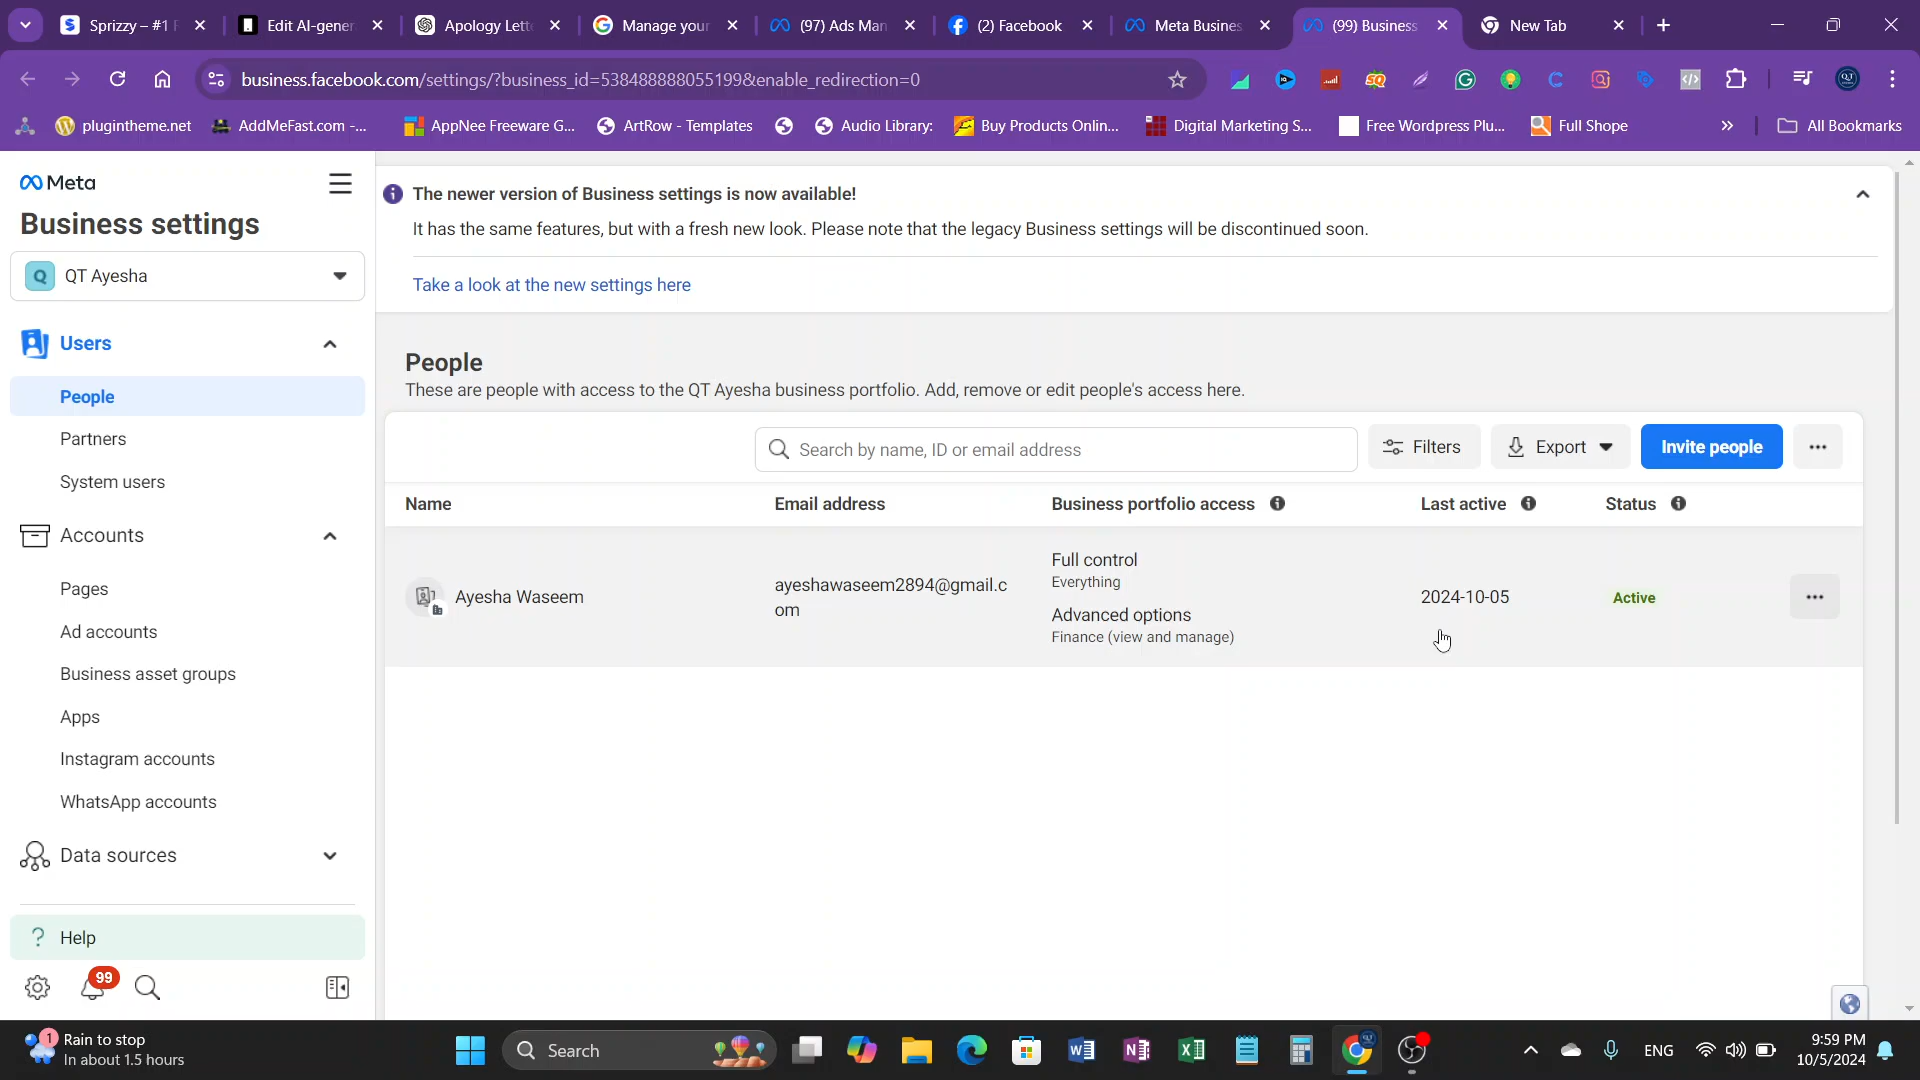 Sprizzy – #1 F
Edit AI-gener
Apology Lette
Manage your
(97) Ads Man
(2) Facebook
Meta Busines
(99) Business
New Tab
business.facebook.com/settings/?business_id=538488888055199&enable_redirection=0
plugintheme.net
AddMeFast.com -...
AppNee Freeware G...
ArtRow - Templates
Audio Library:
Buy Products Onlin...
Digital Marketing S...
Free Wordpress Plu...
Full Shope
All Bookmarks
Meta
Business settings
Q QT Ayesha
Users
People
Partners
System users
Accounts
Pages
Ad accounts
Business asset groups
Apps
Instagram accounts
WhatsApp accounts
Data sources
? Help
99
The newer version of Business settings is now available!
It has the same features, but with a fresh new look. Please note that the legacy Business settings will be discontinued soon.
Take a look at the new settings here
People
These are people with access to the QT Ayesha business portfolio. Add, remove or edit people's access here.
Search by name, ID or email address
Filters
Export
Invite people
Name Email address Business portfolio access Last active Status
Ayesha Waseem
ayeshawaseem2894@gmail.c
om
Full control
Everything
Advanced options
Finance (view and manage)
2024-10-05
Active
1
Rain to stop
In about 1.5 hours
Search
ENG
9:59 PM
10/5/2024